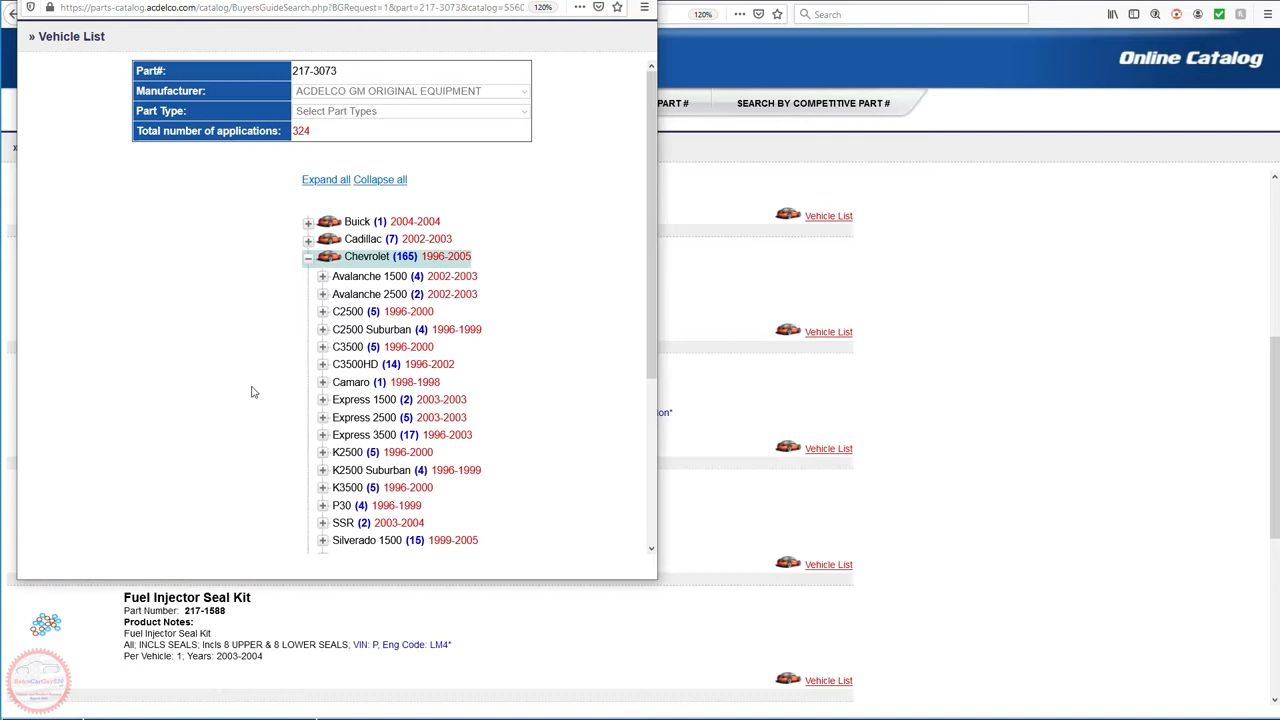 https://parts-catalog.acdelco.com/catalog/BuyersGuideSearch.php?BGRequest=1&part=217-3073&catalog=5560
120%
120%
Search
» Vehicle List
Online Catalog
Part#: 217-3073
Manufacturer: ACDELCO GM ORIGINAL EQUIPMENT
Part Type: Select Part Types
Total number of applications: 324
PART #
SEARCH BY COMPETITIVE PART #
»
Expand all Collapse all
Buick (1) 2004-2004
Cadillac (7) 2002-2003
Chevrolet (165) 1996-2005
Avalanche 1500 (4) 2002-2003
Avalanche 2500 (2) 2002-2003
C2500 (5) 1996-2000
C2500 Suburban (4) 1996-1999
C3500 (5) 1996-2000
C3500HD (14) 1996-2002
Camaro (1) 1998-1998
Express 1500 (2) 2003-2003
Express 2500 (5) 2003-2003
Express 3500 (17) 1996-2003
K2500 (5) 1996-2000
K2500 Suburban (4) 1996-1999
K3500 (5) 1996-2000
P30 (4) 1996-1999
SSR (2) 2003-2004
Silverado 1500 (15) 1999-2005
Vehicle List
Vehicle List
ion*
Vehicle List
Vehicle List
Fuel Injector Seal Kit
Part Number: 217-1588
Product Notes:
Fuel Injector Seal Kit
All; INCLS SEALS; Incls 8 UPPER & 8 LOWER SEALS; VIN: P, Eng Code: LM4*
Per Vehicle: 1; Years: 2003-2004
Vehicle List